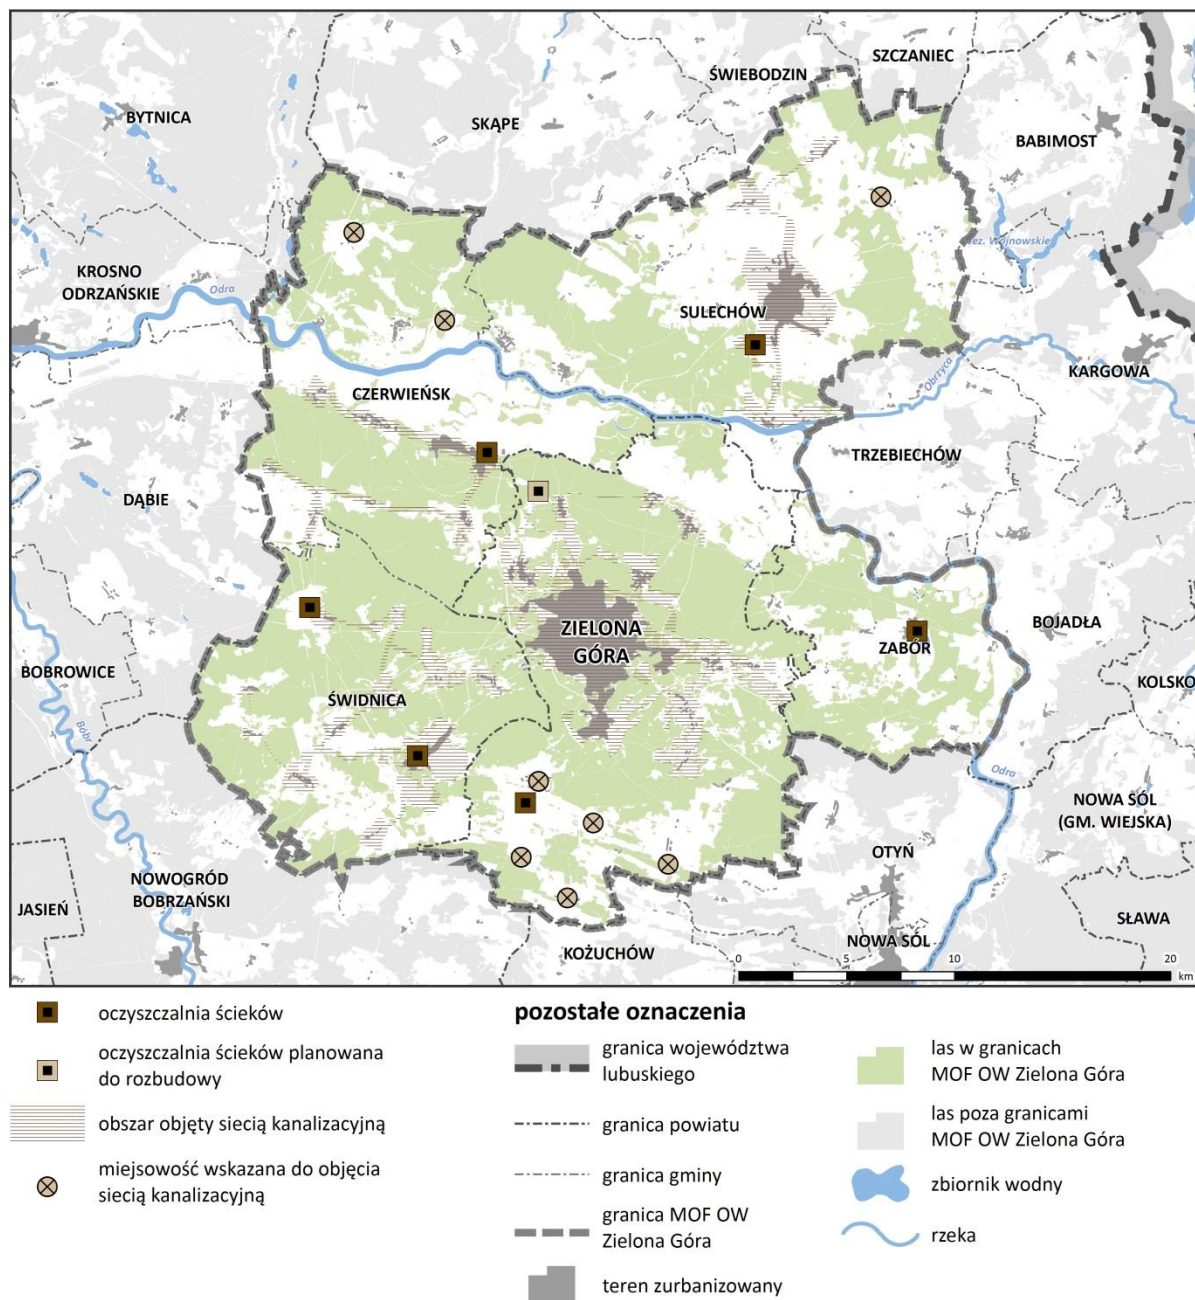 SZCZANIEC
ŚWIEBODZIN
BYTNICA
SKĄPE
BABIMOST
Jez. Wojnowskie
KROSNO
ODRZAŃSKIE
Odra
SULECHÓW
Obrzyca
KARGOWA
CZERWIEŃSK
TRZEBIECHÓW
DĄBIE
ZIELONA
GÓRA
BOJADŁA
ZABÓR
BOBROWICE
KOLSKO
ŚWIDNICA
Bóbr
Odra
NOWA SÓL
(GM. WIEJSKA)
OTYŃ
NOWOGRÓD
BOBRZAŃSKI
JASIEŃ
SŁAWA
NOWA SÓL
KOŻUCHÓW
0 5 10 20
km
oczyszczalnia ścieków
oczyszczalnia ścieków planowana
do rozbudowy
obszar objęty siecią kanalizacyjną
miejsowość wskazana do objęcia
siecią kanalizacyjną
pozostałe oznaczenia
granica województwa
lubuskiego
granica powiatu
granica gminy
granica MOF OW
Zielona Góra
teren zurbanizowany
las w granicach
MOF OW Zielona Góra
las poza granicami
MOF OW Zielona Góra
zbiornik wodny
rzeka